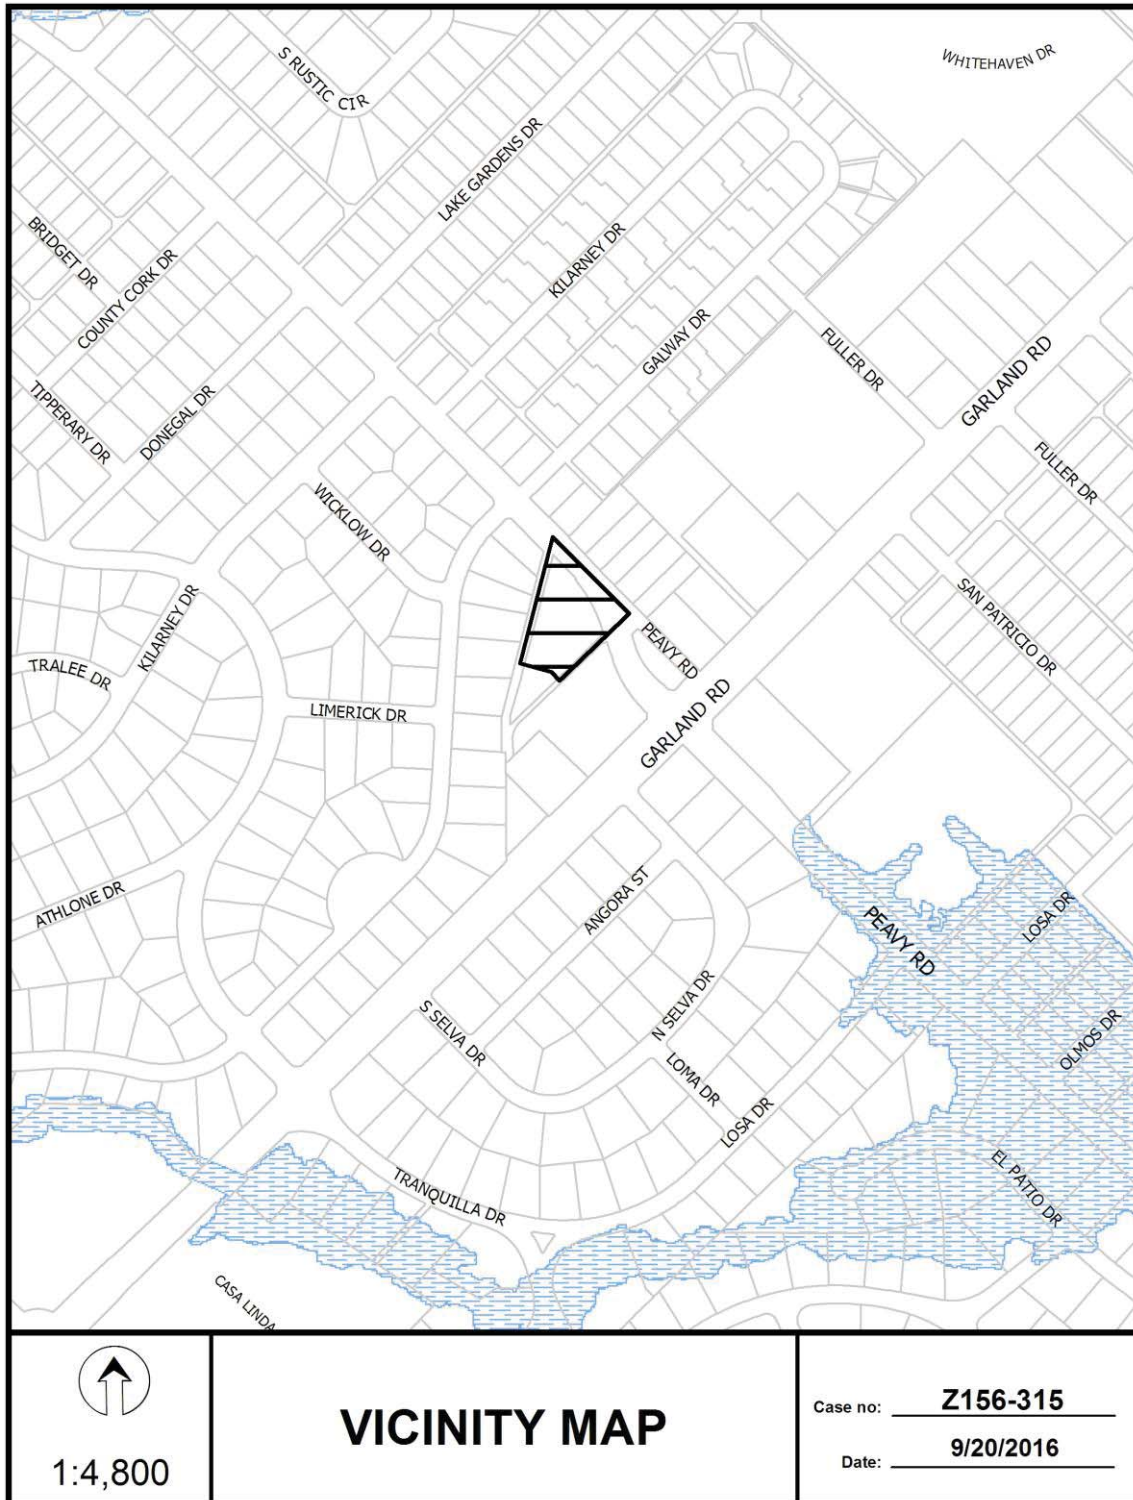 WHITEHAVEN DR
S RUSTIC CIR
LAKE GARDENS DR
BRIDGET DR
COUNTY CORK DR
KILARNEY DR
GALWAY DR
FULLER DR
GARLAND RD
TIPPERARY DR
DONEGAL DR
FULLER DR
WICKLOW DR
SAN PATRICIO DR
KILARNEY DR
PEAVY RD
TRALEE DR
LIMERICK DR
GARLAND RD
ATHLONE DR
ANGORA ST
LOSA DR
PEAVY RD
N SELVA DR
S SELVA DR
OLMOS DR
LOMA DR
LOSA DR
EL PATIO DR
TRANQUILLA DR
CASA LINDA
1:4,800
VICINITY MAP
Case no: Z156-315
Date: 9/20/2016